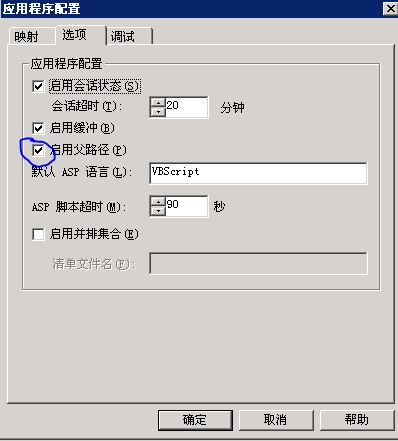 应用程序配置
映射 选项 调试
应用程序配置
启用会话状态(S)
会话超时(T): 20 分钟
启用缓冲(B)
启用父路径(P)
默认 ASP 语言(L): VBScript
ASP 脚本超时(M): 90 秒
启用并排集合(E)
清单文件名(F):
确定 取消 帮助